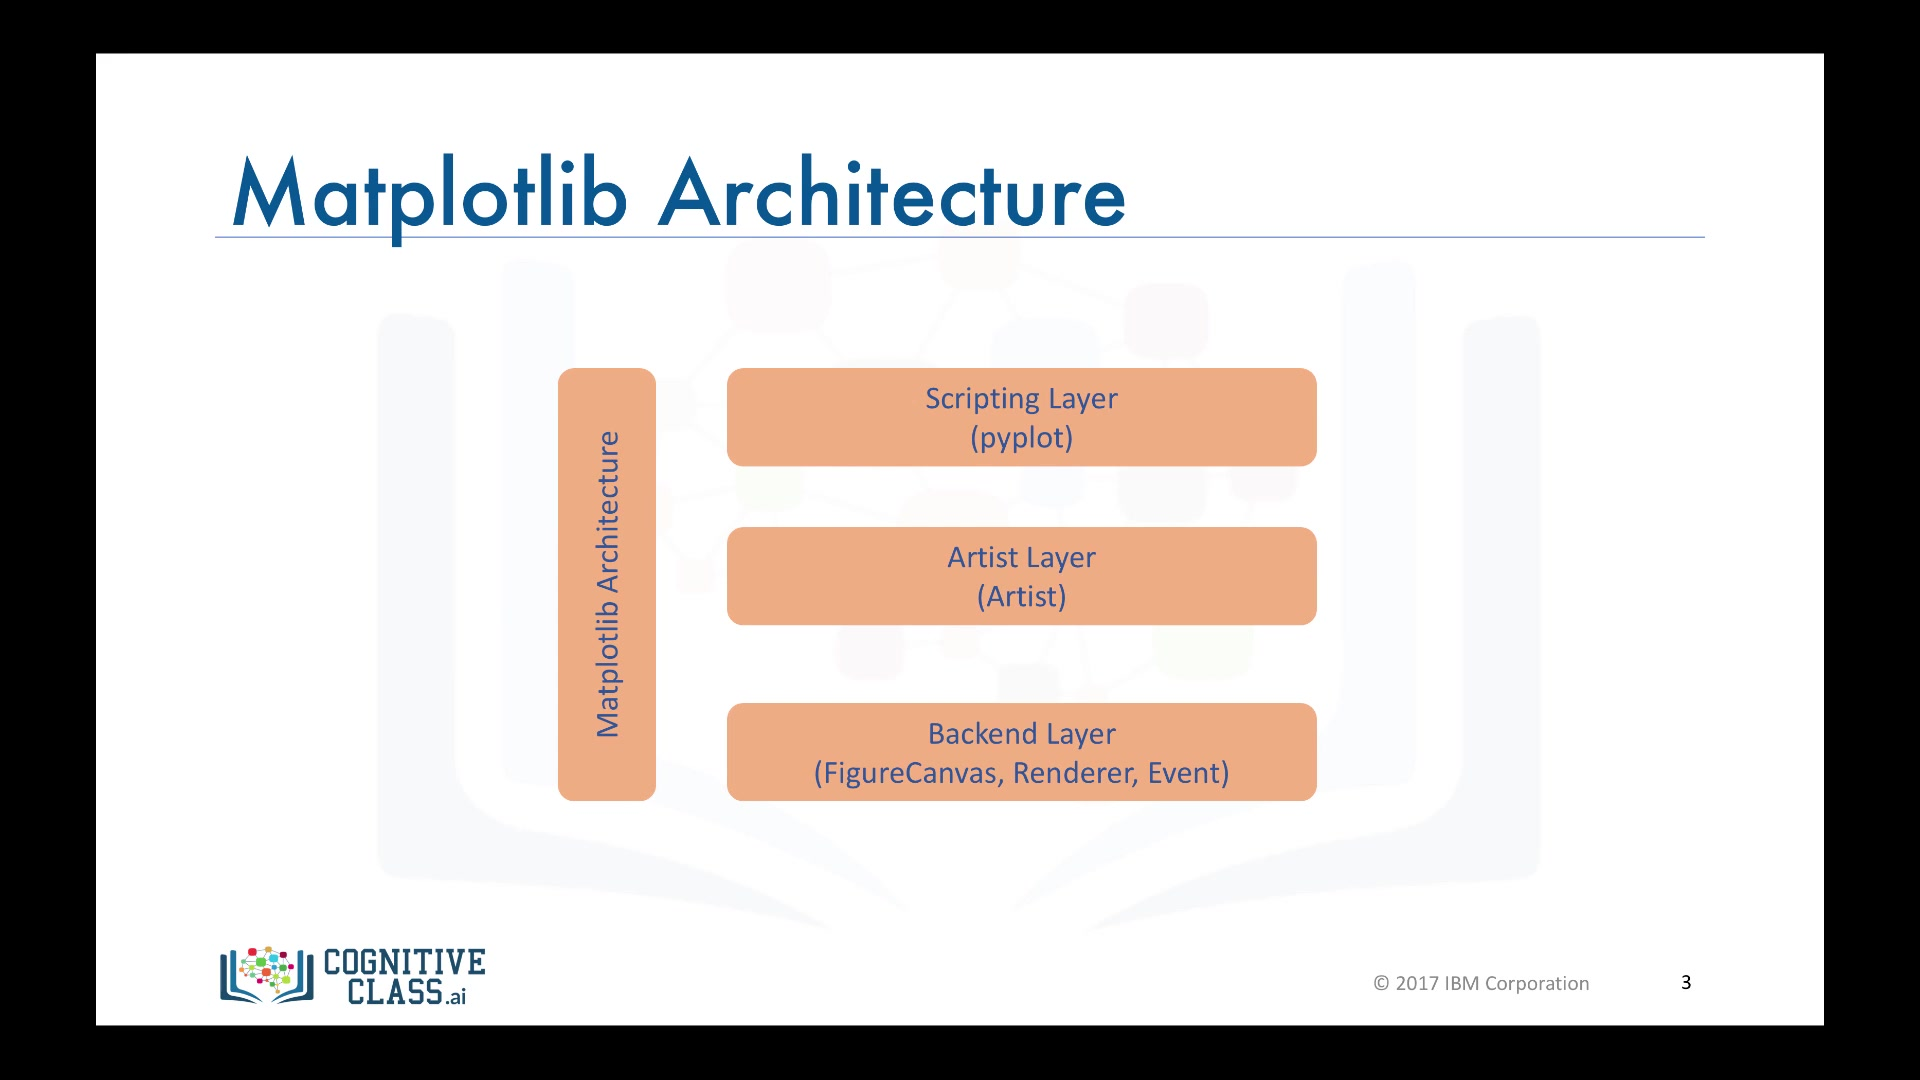 Matplotlib Architecture
Matplotlib Architecture
Scripting Layer
(pyplot)
Artist Layer
(Artist)
Backend Layer
(FigureCanvas, Renderer, Event)
COGNITIVE
CLASS.ai
© 2017 IBM Corporation
3